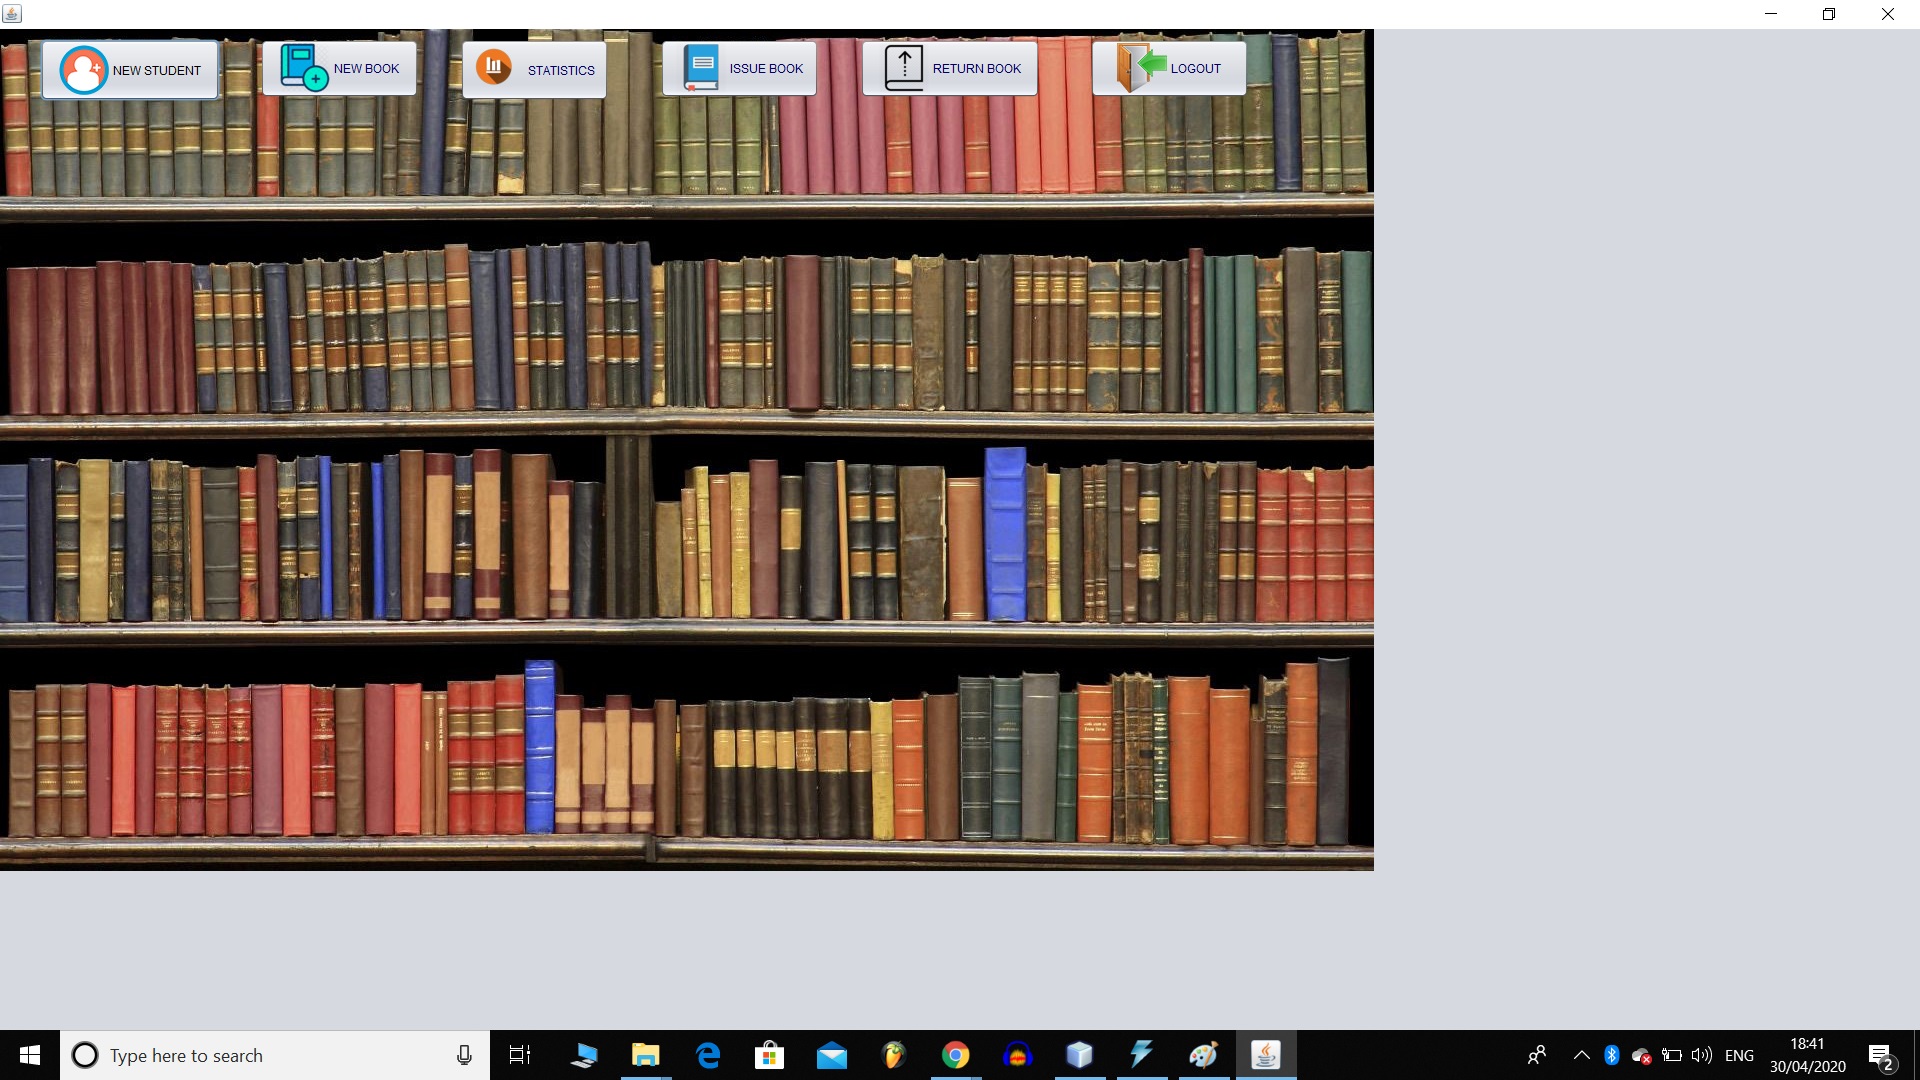 NEW STUDENT
NEW BOOK
STATISTICS
ISSUE BOOK
RETURN BOOK
LOGOUT
Type here to search
ENG
18:41
30/04/2020
2